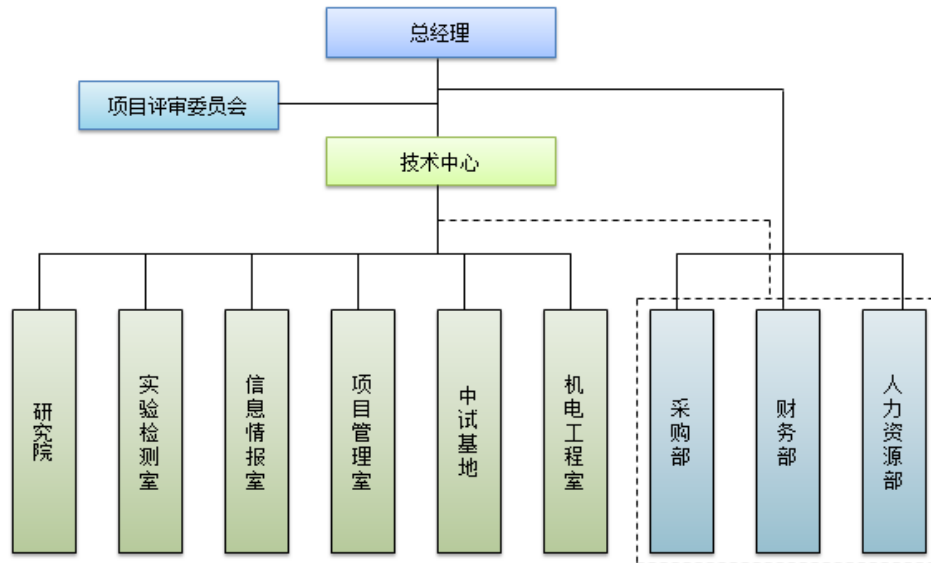 总经理
项目评审委员会
技术中心
研究院
实验检测室
信息情报室
项目管理室
中试基地
机电工程室
采购部
财务部
人力资源部